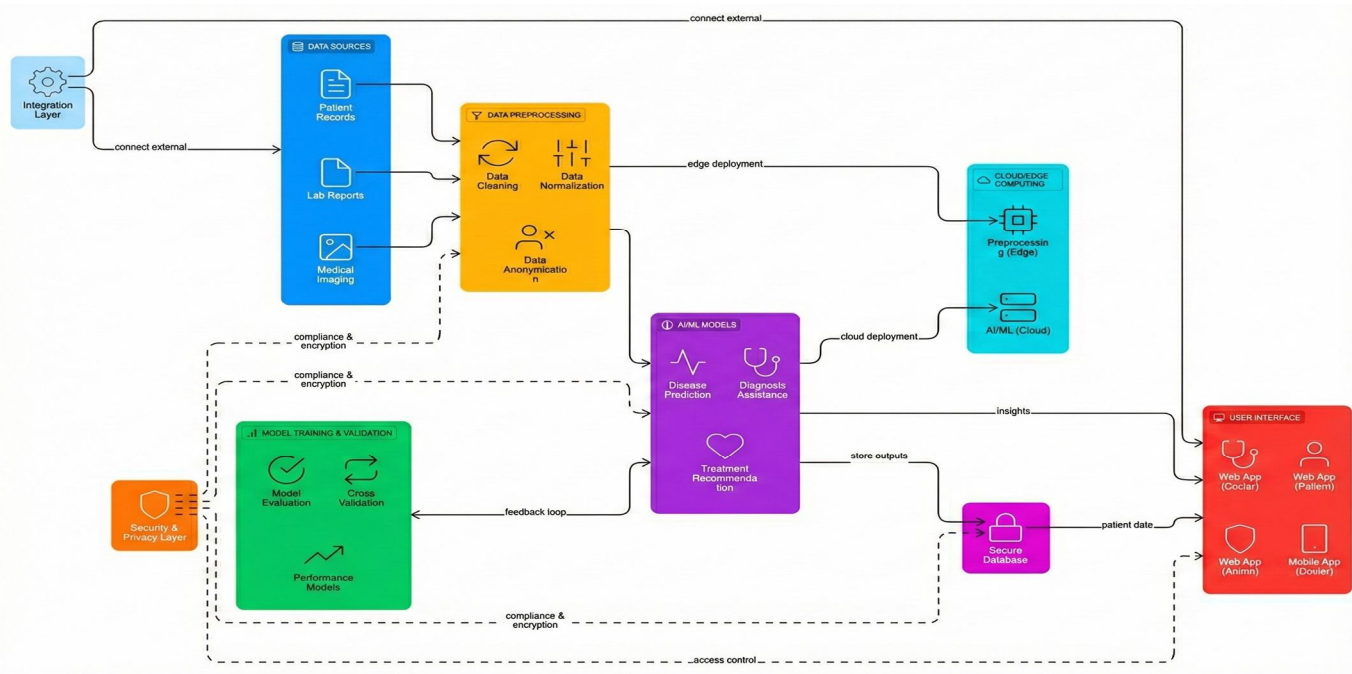 connect external
Integration
Layer
connect external
DATA SOURCES
Patient
Records
Lab Reports
Medical
Imaging
DATA PREPROCESSING
Data
Cleaning
Data
Normalization
Data
Anonymicatio
n
edge deployment
CLOUD/EDGE
COMPUTING
Preprocessin
g (Edge)
AI/ML (Cloud)
compliance &
encryption
compliance &
encryption
AI/ML MODELS
Disease
Prediction
Diagnosts
Assistance
Treatment
Recommenda
tion
cloud deployment
insights
store outputs
MODEL TRAINING & VALIDATION
Model
Evaluation
Cross
Validation
Performance
Models
feedback loop
Security &
Privacy Layer
Secure
Database
patient date
USER INTERFACE
Web App
(Coclar)
Web App
(Patlem)
Web App
(Animn)
Mobile App
(Douler)
compliance &
encryption
access control